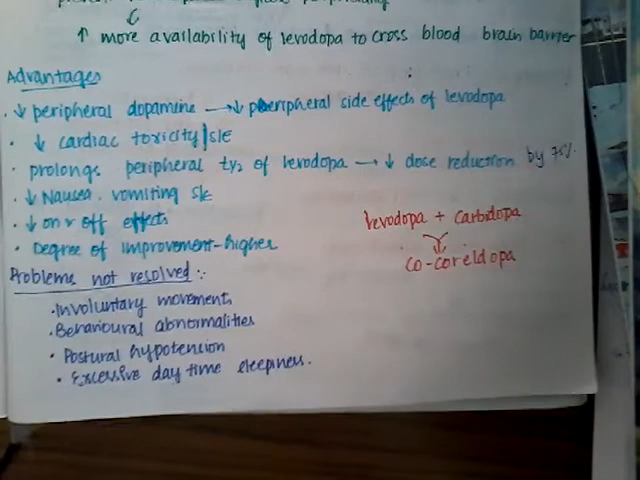 ↑ more availability of levodopa to cross blood brain barrier
Advantages
· ↓ peripheral dopamine → ↓ peripheral side effects of levodopa
· ↓ cardiac toxicity / s/e
· prolongs peripheral t1/2 of levodopa → ↓ dose reduction by 75%.
· ↓ Nausea, vomiting s/e
· ↓ on & off effects
· Degree of improvement-higher
levodopa + carbidopa
↓
co-coreldopa
Problems not resolved :-
· Involuntary movements
· Behavioural abnormalities
· Postural hypotension
· Excessive day time sleepiness.